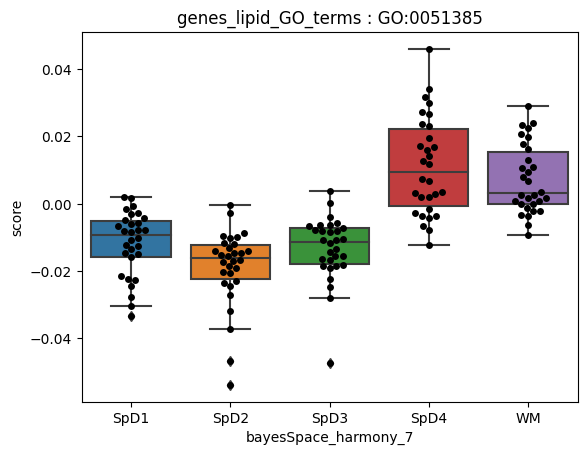 genes_lipid_GO_terms : GO:0051385
0.04
0.02
0.00
−0.02
−0.04
score
SpD1 SpD2 SpD3 SpD4 WM
bayesSpace_harmony_7